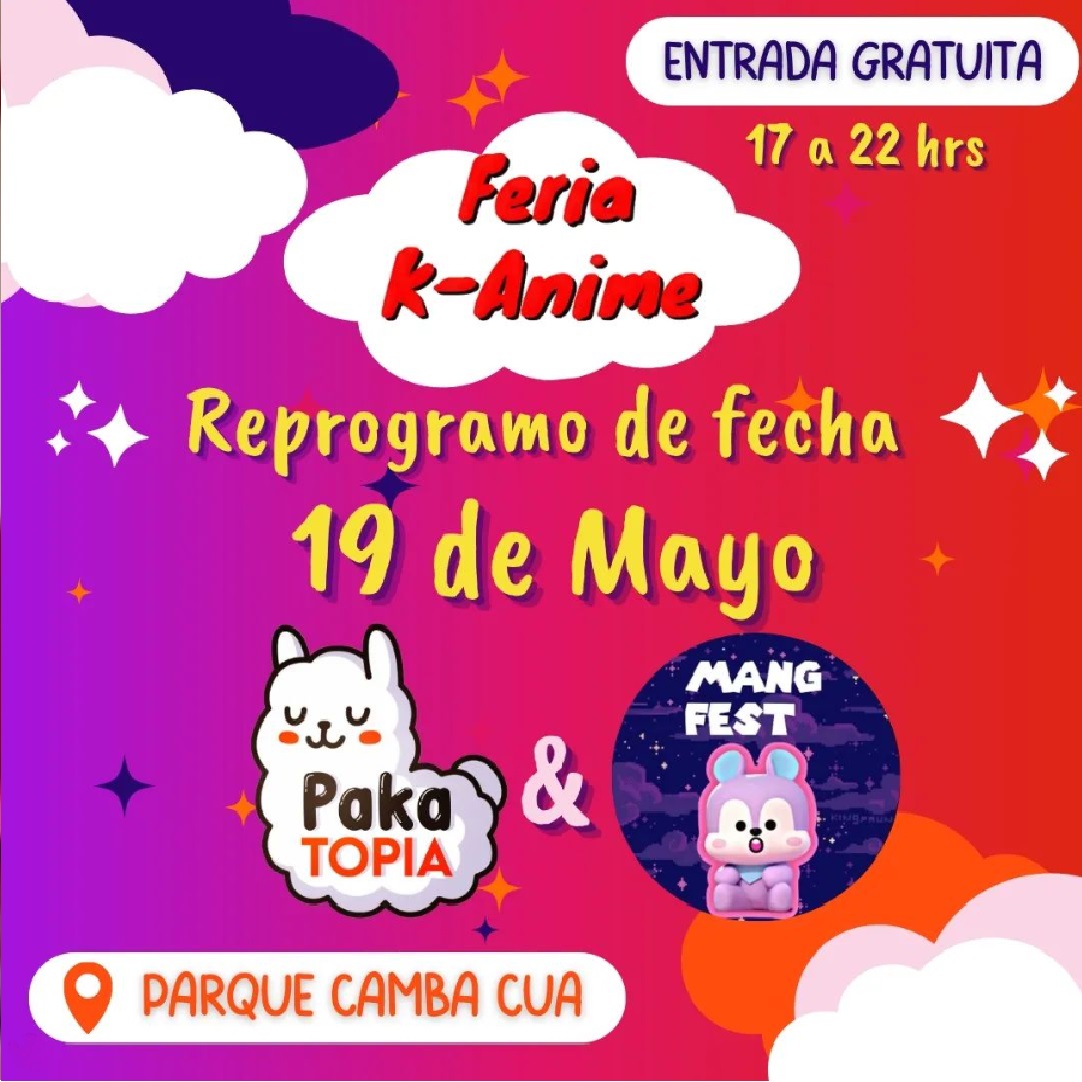 ENTRADA GRATUITA
17 a 22 hrs
Feria
K-Anime
Reprogramo de fecha
19 de Mayo
Paka
TOPIA
&
MANG
FEST
PARQUE CAMBA CUA